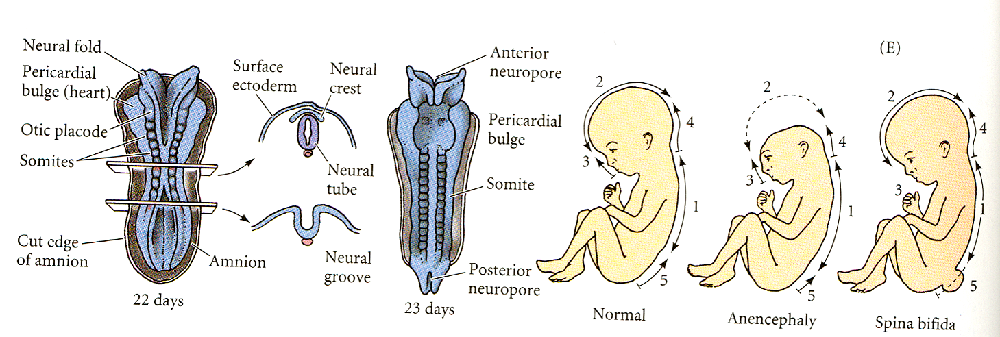 Neural fold
Pericardial
bulge (heart)
Otic placode
Somites
Cut edge
of amnion
Amnion
22 days
Surface
ectoderm
Neural
crest
Neural
tube
Neural
groove
Anterior
neuropore
Pericardial
bulge
Somite
Posterior
neuropore
23 days
2
4
3
1
5
Normal
2
4
3
1
5
Anencephaly
(E)
2
4
3
1
5
Spina bifida